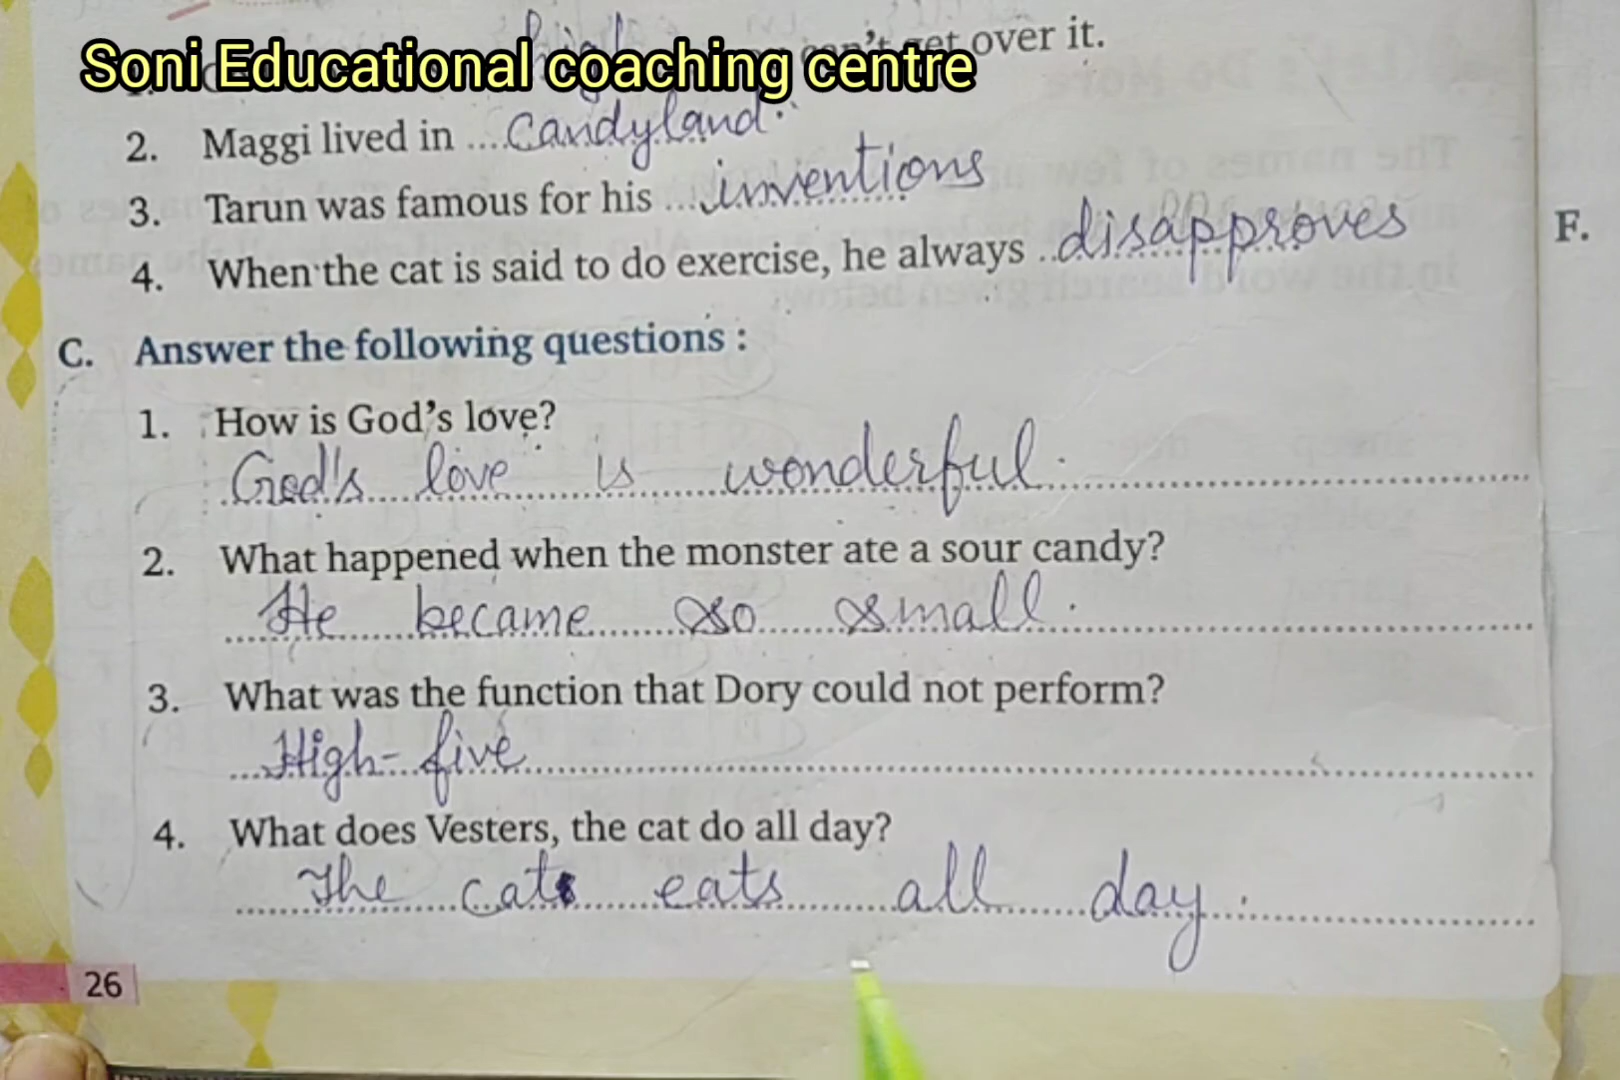 Soni Educational coaching centre
1. high can't get over it.
2. Maggi lived in ....Candyland.
3. Tarun was famous for his ...inventions
4. When the cat is said to do exercise, he always ..disapproves
F.
C. Answer the following questions :
1. How is God's love?
God's love is wonderful.
2. What happened when the monster ate a sour candy?
He became so small.
3. What was the function that Dory could not perform?
High-five
4. What does Vesters, the cat do all day?
The cat eats all day.
26